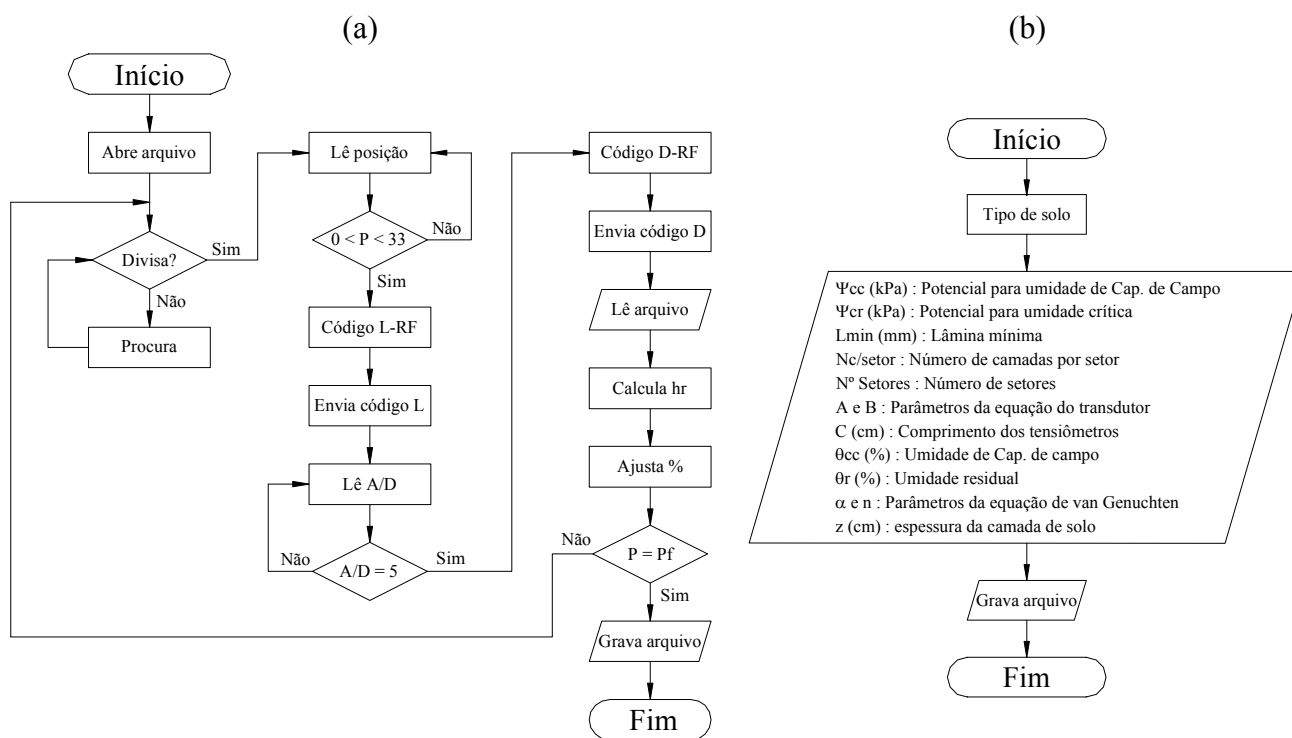 (a)
Início
Abre arquivo
Divisa?
Sim
Não
Procura
Lê posição
0 < P < 33
Não
Sim
Código L-RF
Envia código L
Lê A/D
Não
A/D = 5
Sim
Código D-RF
Envia código D
Lê arquivo
Calcula hr
Ajusta %
Não
P = Pf
Sim
Grava arquivo
Fim
(b)
Início
Tipo de solo
Ψcc (kPa) : Potencial para umidade de Cap. de Campo
Ψcr (kPa) : Potencial para umidade crítica
Lmin (mm) : Lâmina mínima
Nc/setor : Número de camadas por setor
Nº Setores : Número de setores
A e B : Parâmetros da equação do transdutor
C (cm) : Comprimento dos tensiômetros
θcc (%) : Umidade de Cap. de campo
θr (%) : Umidade residual
α e n : Parâmetros da equação de van Genuchten
z (cm) : espessura da camada de solo
Grava arquivo
Fim